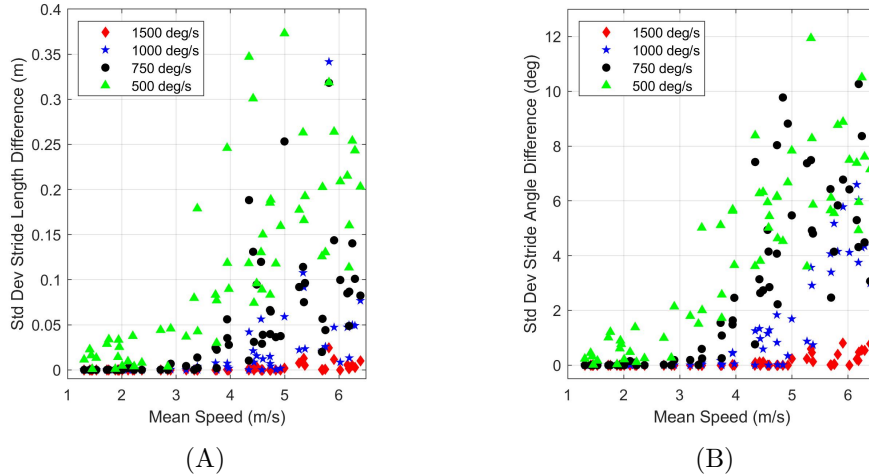 0.4
0.35
0.3
0.25
0.2
0.15
0.1
0.05
0
Std Dev Stride Length Difference (m)
1500 deg/s
1000 deg/s
750 deg/s
500 deg/s
1 2 3 4 5 6
Mean Speed (m/s)
(A)
12
10
8
6
4
2
0
Std Dev Stride Angle Difference (deg)
1500 deg/s
1000 deg/s
750 deg/s
500 deg/s
1 2 3 4 5 6
Mean Speed (m/s)
(B)